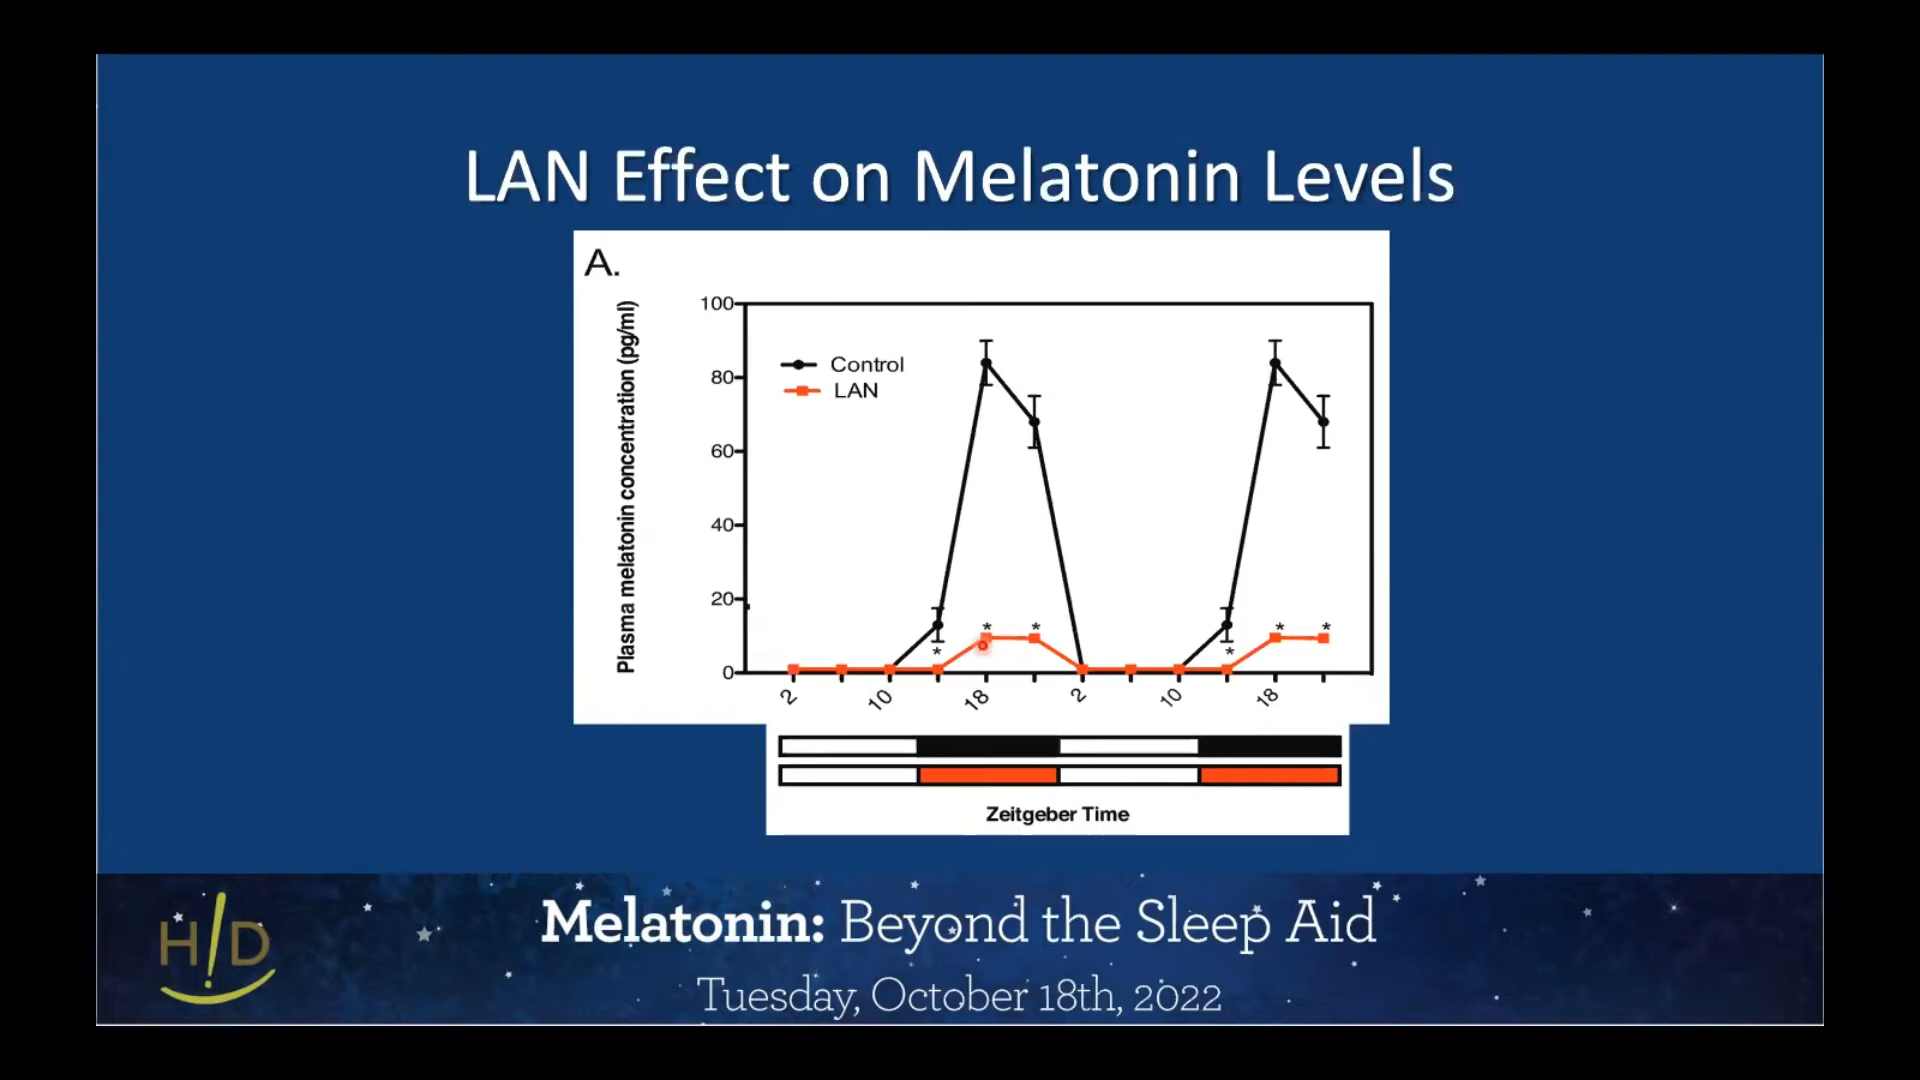 LAN Effect on Melatonin Levels
A.
Plasma melatonin concentration (pg/ml)
100
80
60
40
20
0
Control
LAN
* * * * * *
2 10 18 2 10 18
Zeitgeber Time
H!D
Melatonin: Beyond the Sleep Aid
Tuesday, October 18th, 2022